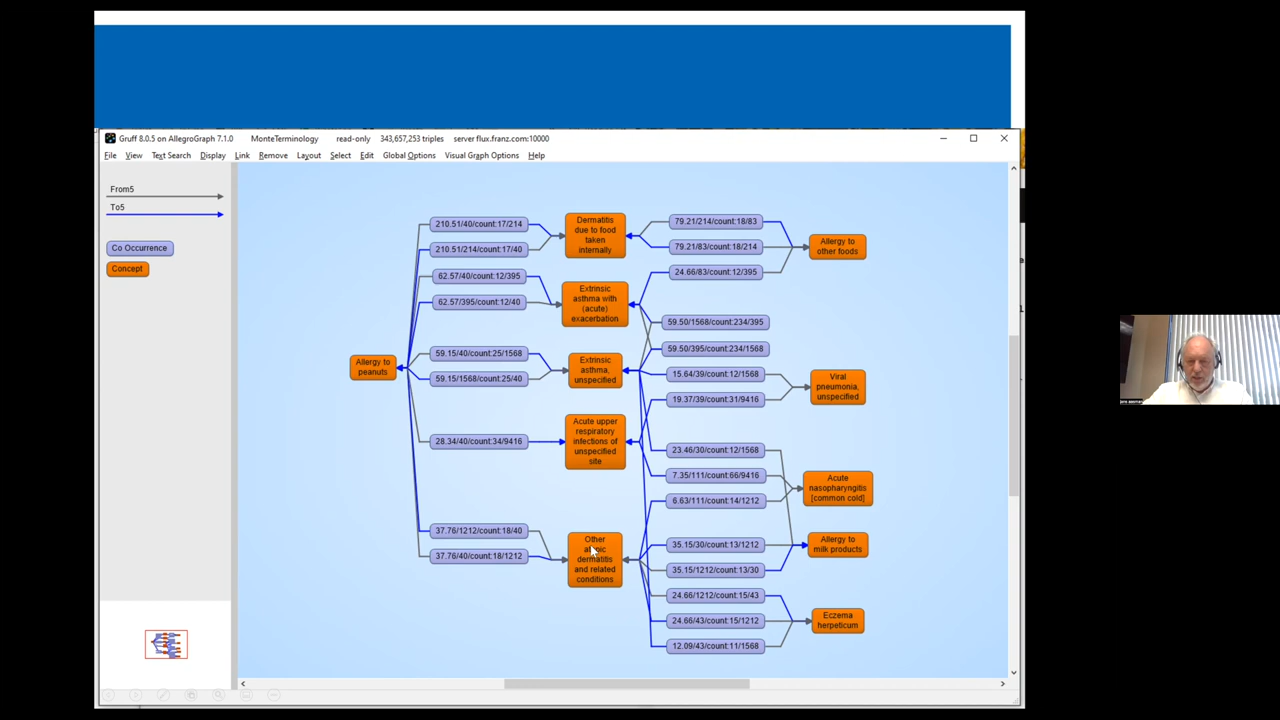 Gruff 8.0.5 on AllegroGraph 7.1.0 MonteTerminology read-only 343,657,253 triples server flux.franz.com:10000
File View Text Search Display Link Remove Layout Select Edit Global Options Visual Graph Options Help
From5
To5
Co Occurrence
Concept
Allergy to
peanuts
210.51/40/count:17/214
210.51/214/count:17/40
62.57/40/count:12/395
62.57/395/count:12/40
59.15/40/count:25/1568
59.15/1568/count:25/40
28.34/40/count:34/9416
37.76/1212/count:18/40
37.76/40/count:18/1212
Dermatitis
due to food
taken
internally
Extrinsic
asthma with
(acute)
exacerbation
Extrinsic
asthma,
unspecified
Acute upper
respiratory
infections of
unspecified
site
Other
atopic
dermatitis
and related
conditions
79.21/214/count:18/83
79.21/83/count:18/214
24.66/83/count:12/395
59.50/1568/count:234/395
59.50/395/count:234/1568
15.64/39/count:12/1568
19.37/39/count:31/9416
23.46/30/count:12/1568
7.35/111/count:66/9416
6.63/111/count:14/1212
35.15/30/count:13/1212
35.15/1212/count:13/30
24.66/1212/count:15/43
24.66/43/count:15/1212
12.09/43/count:11/1568
Allergy to
other foods
Viral
pneumonia,
unspecified
Acute
nasopharyngitis
[common cold]
Allergy to
milk products
Eczema
herpeticum